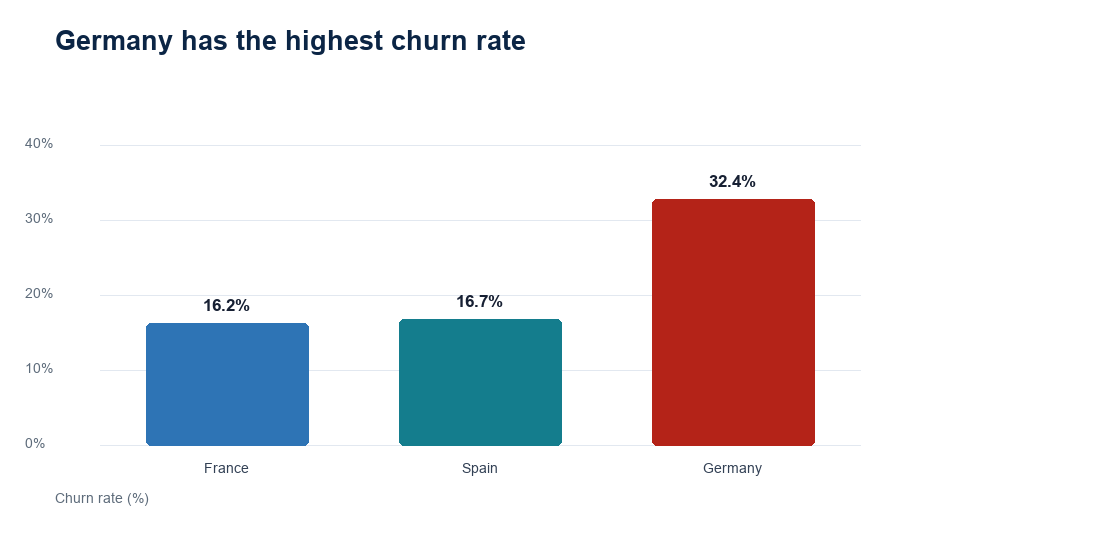 Germany has the highest churn rate
40%
32.4%
30%
20%
16.2%
16.7%
10%
0%
France
Spain
Germany
Churn rate (%)